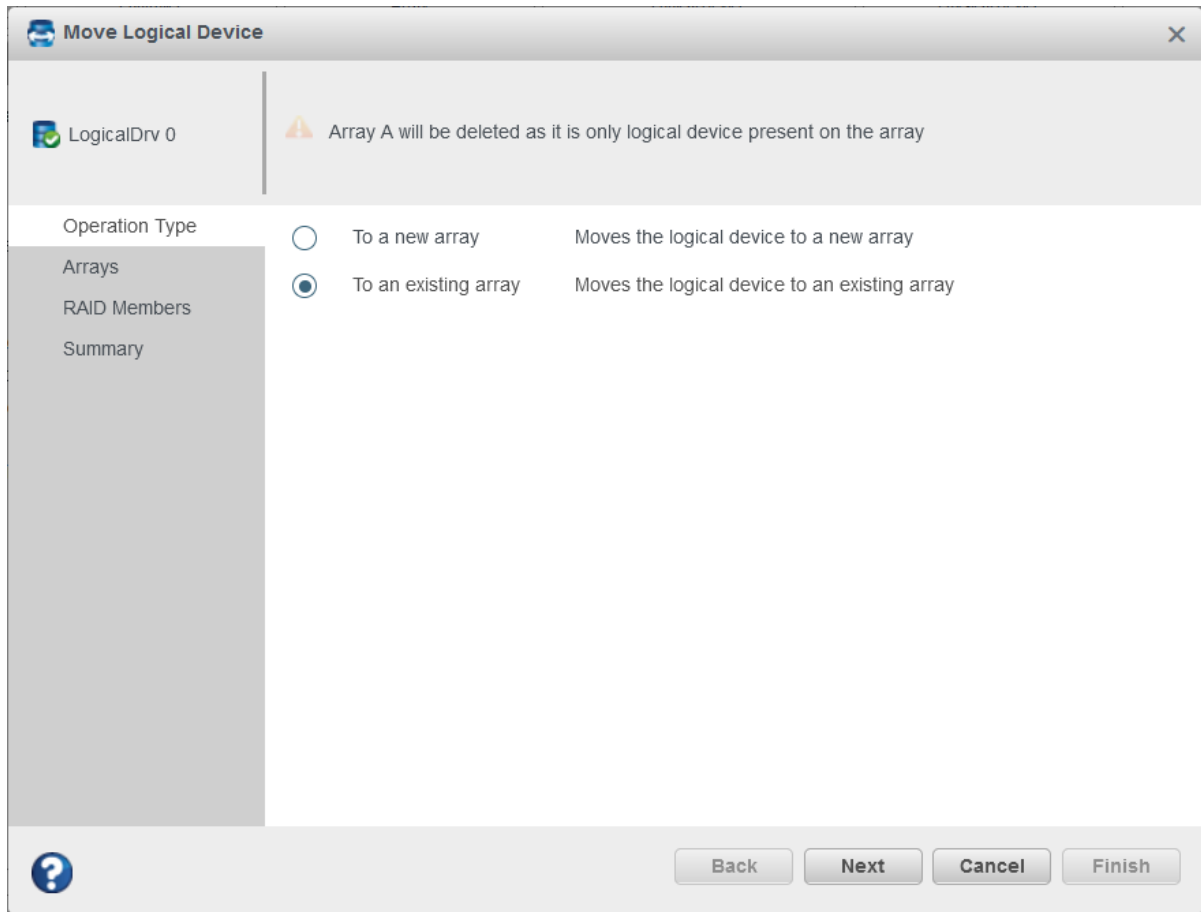 Move Logical Device
LogicalDrv 0
Array A will be deleted as it is only logical device present on the array
Operation Type
Arrays
RAID Members
Summary
To a new array Moves the logical device to a new array
To an existing array Moves the logical device to an existing array
Back Next Cancel Finish